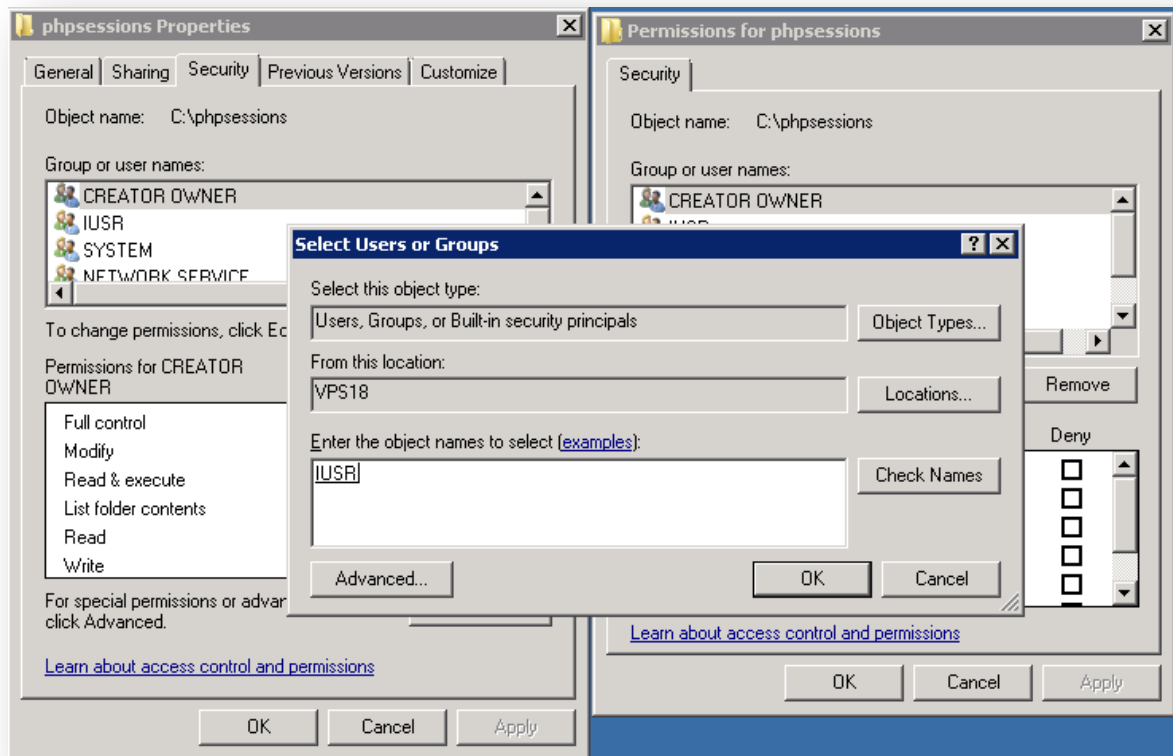 phpsessions Properties
General
Sharing
Security
Previous Versions
Customize
Object name: C:\phpsessions
Group or user names:
CREATOR OWNER
IUSR
SYSTEM
NETWORK SERVICE
To change permissions, click
Permissions for CREATOR
OWNER
Full control
Modify
Read & execute
List folder contents
Read
Write
For special permissions or
click Advanced.
Learn about access control and permissions
OK
Cancel
Apply
Permissions for phpsessions
Security
Object name: C:\phpsessions
Group or user names:
CREATOR OWNER
IUSR
Remove
Deny
Learn about access control and permissions
OK
Cancel
Apply
Select Users or Groups
Select this object type:
Users, Groups, or Built-in security principals
Object Types...
From this location:
VPS18
Locations...
Enter the object names to select (examples):
IUSR
Check Names
Advanced...
OK
Cancel